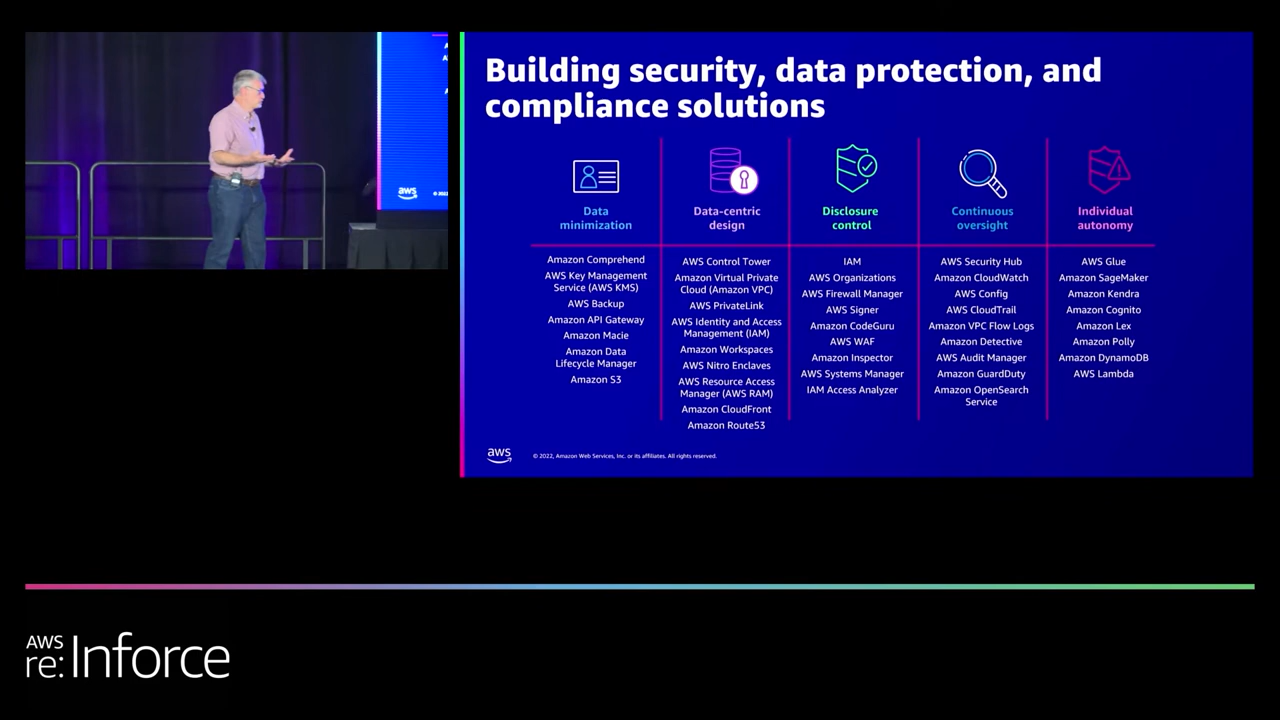 Building security, data protection, and
compliance solutions
Data
minimization
Amazon Comprehend
AWS Key Management
Service (AWS KMS)
AWS Backup
Amazon API Gateway
Amazon Macie
Amazon Data
Lifecycle Manager
Amazon S3
Data-centric
design
AWS Control Tower
Amazon Virtual Private
Cloud (Amazon VPC)
AWS PrivateLink
AWS Identity and Access
Management (IAM)
Amazon Workspaces
AWS Nitro Enclaves
AWS Resource Access
Manager (AWS RAM)
Amazon CloudFront
Amazon Route53
Disclosure
control
IAM
AWS Organizations
AWS Firewall Manager
AWS Signer
Amazon CodeGuru
AWS WAF
Amazon Inspector
AWS Systems Manager
IAM Access Analyzer
Continuous
oversight
AWS Security Hub
Amazon CloudWatch
AWS Config
AWS CloudTrail
Amazon VPC Flow Logs
Amazon Detective
AWS Audit Manager
Amazon GuardDuty
Amazon OpenSearch
Service
Individual
autonomy
AWS Glue
Amazon SageMaker
Amazon Kendra
Amazon Cognito
Amazon Lex
Amazon Polly
Amazon DynamoDB
AWS Lambda
aws
© 2022, Amazon Web Services, Inc. or its affiliates. All rights reserved.
aws
AWS
re:Inforce